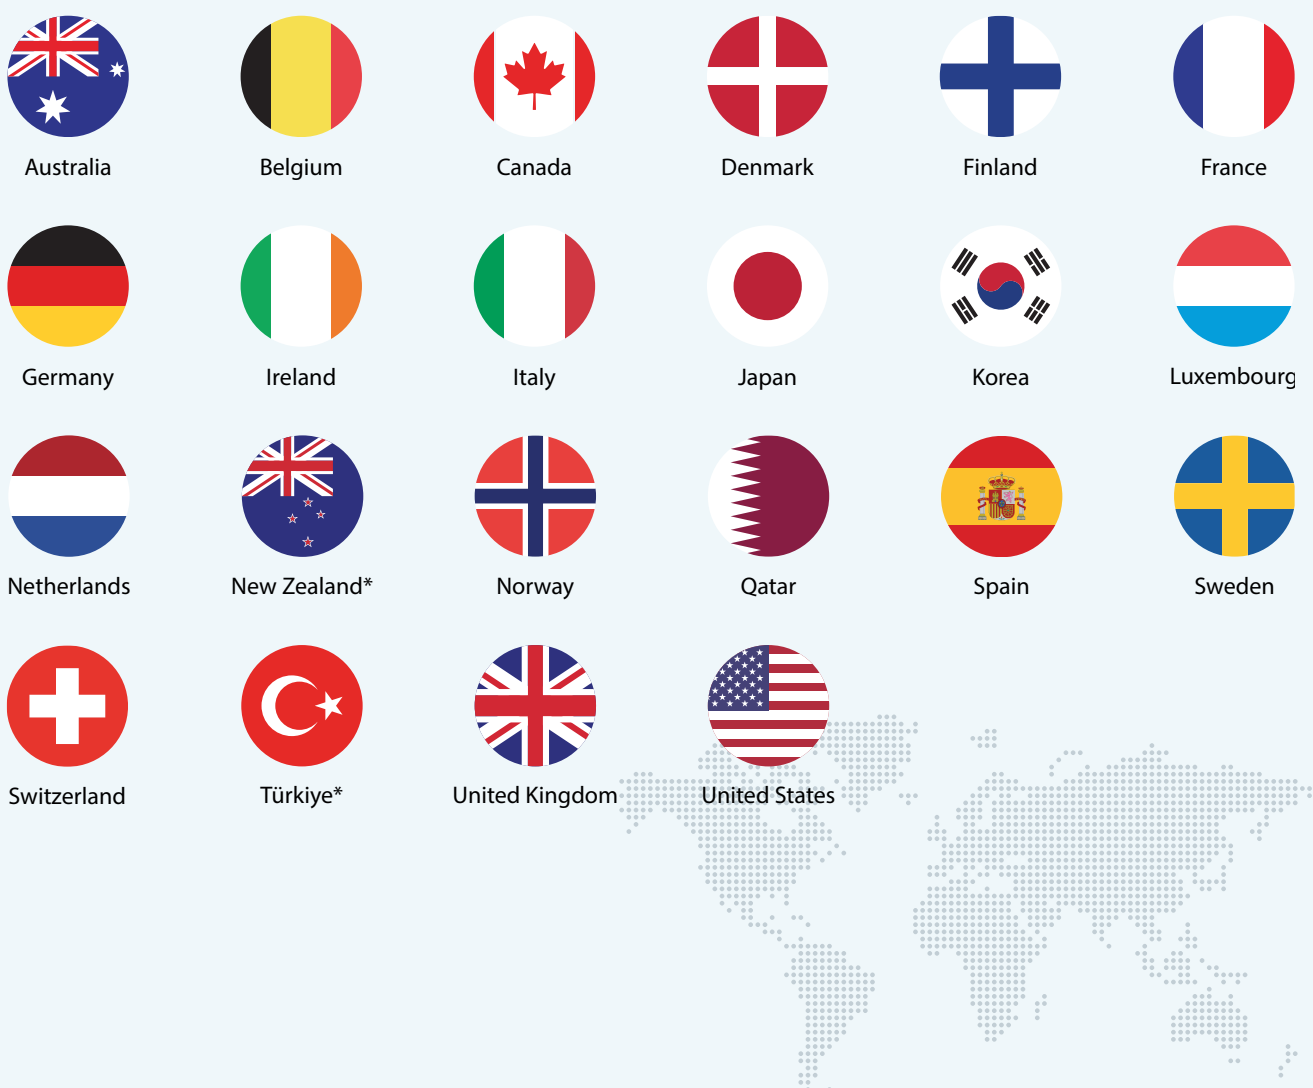 Australia
Belgium
Canada
Denmark
Finland
France
Germany
Ireland
Italy
Japan
Korea
Luxembourg
Netherlands
New Zealand*
Norway
Qatar
Spain
Sweden
Switzerland
Türkiye*
United Kingdom
United States